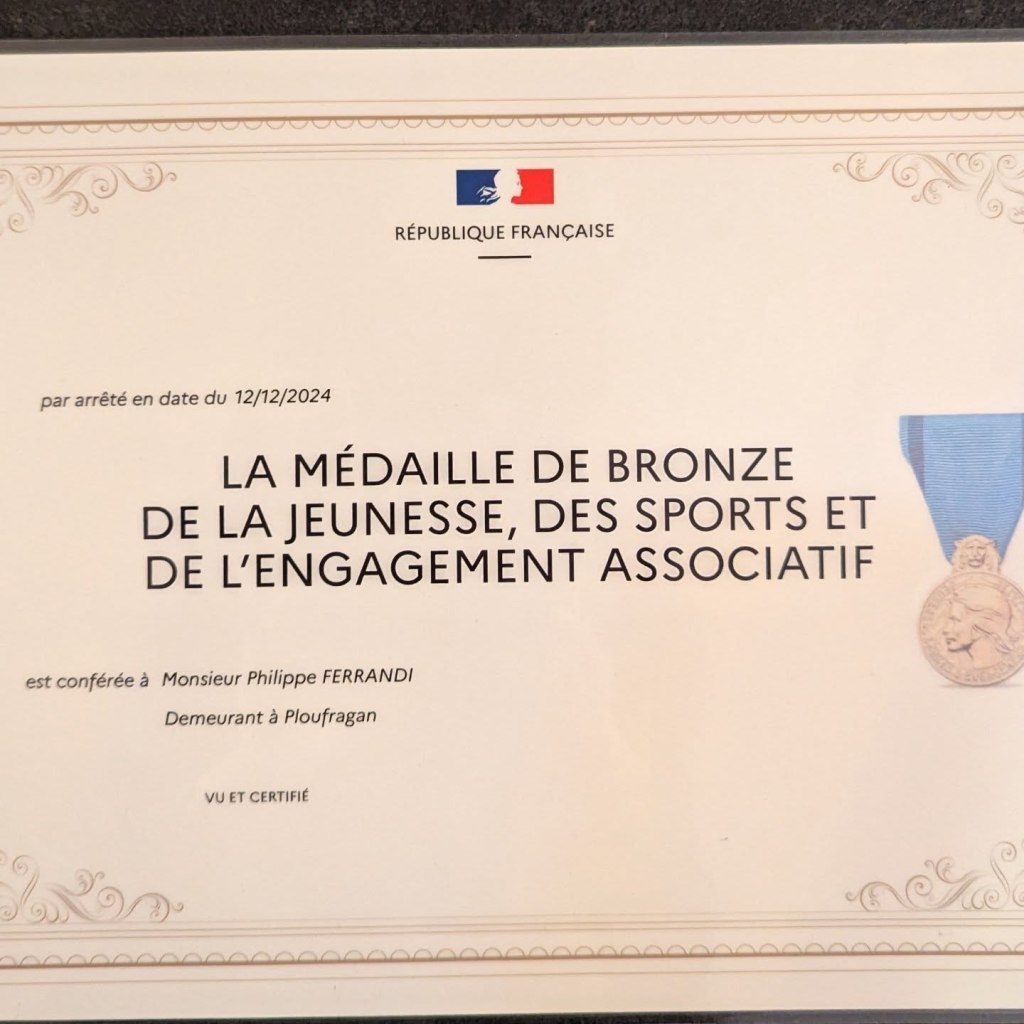 RÉPUBLIQUE FRANÇAISE
par arrêté en date du 12/12/2024
LA MÉDAILLE DE BRONZE
DE LA JEUNESSE, DES SPORTS ET
DE L'ENGAGEMENT ASSOCIATIF
est conférée à Monsieur Philippe FERRANDI
Demeurant à Ploufragan
VU ET CERTIFIÉ